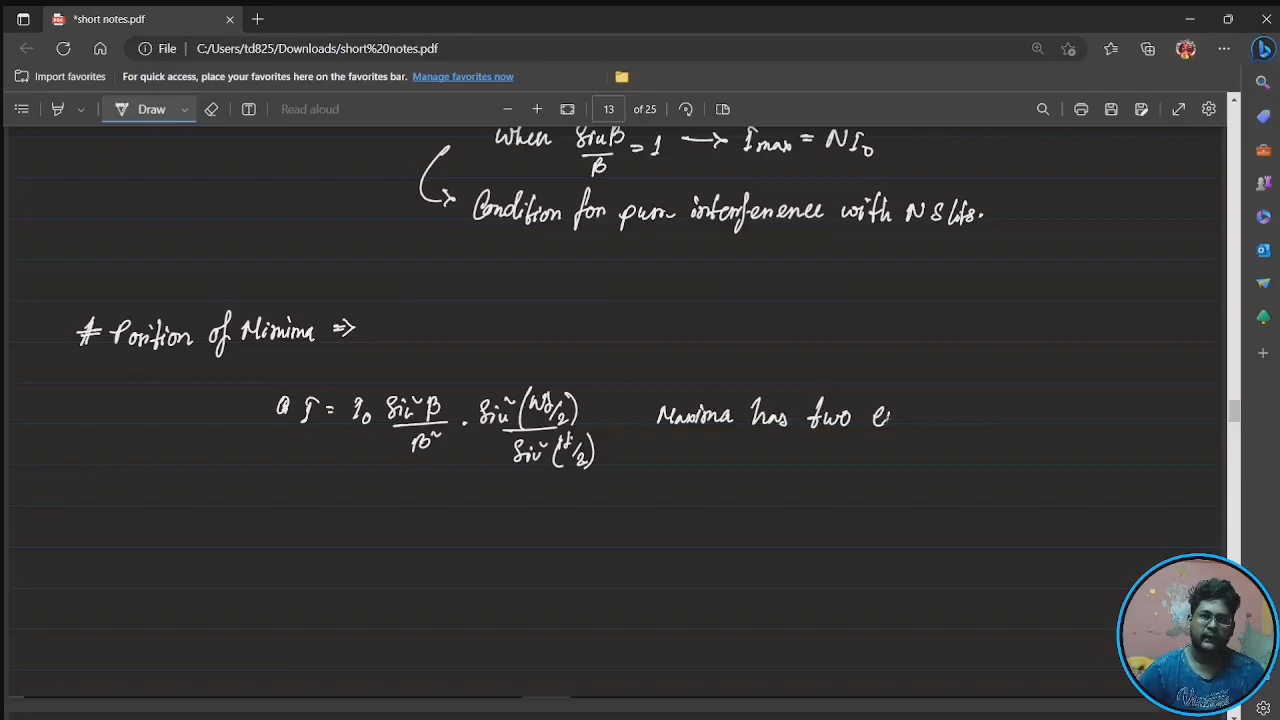 *short notes.pdf
File C:/Users/td825/Downloads/short%20notes.pdf
Import favorites For quick access, place your favorites here on the favorites bar. Manage favorites now
Draw Read aloud 13 of 25
When Sinβ/β = 1 → Imax = NI₀
Condition for pure interference with N Slits.
# Position of Minima ⇒
I = I₀ Sin²β/β² . Sin²(Nδ/2)/Sin²(δ/2) Maxima has two